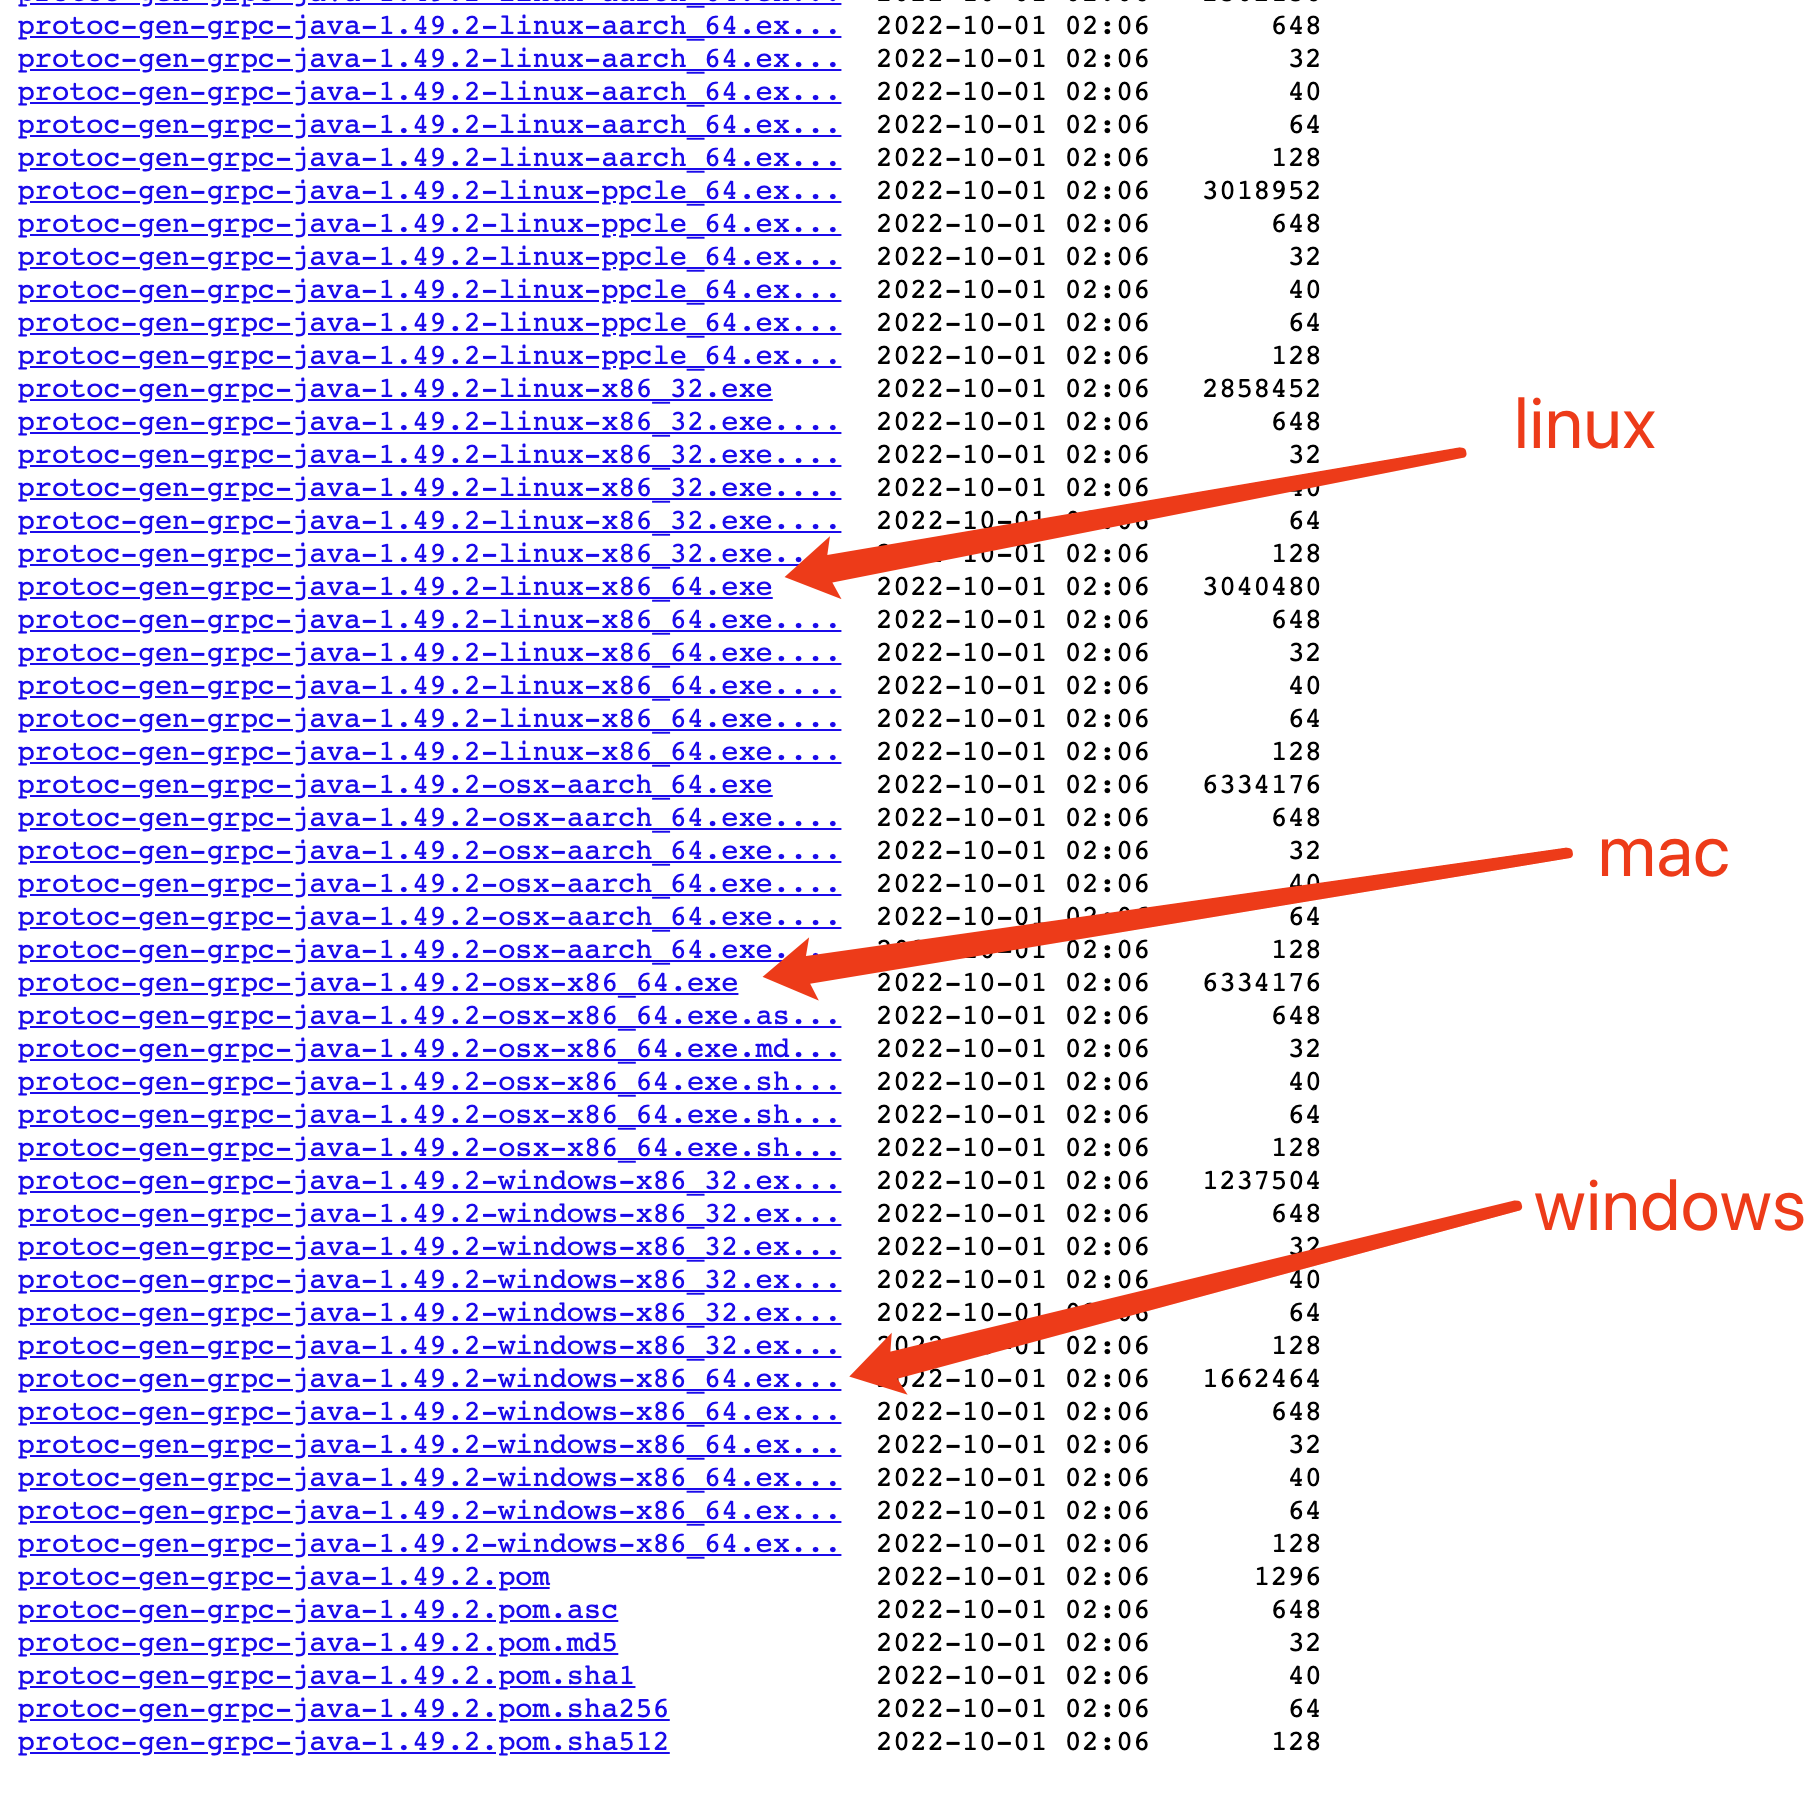 protoc-gen-grpc-java-1.49.2-linux-aarch_64.ex... 2022-10-01 02:06 648
protoc-gen-grpc-java-1.49.2-linux-aarch_64.ex... 2022-10-01 02:06 32
protoc-gen-grpc-java-1.49.2-linux-aarch_64.ex... 2022-10-01 02:06 40
protoc-gen-grpc-java-1.49.2-linux-aarch_64.ex... 2022-10-01 02:06 64
protoc-gen-grpc-java-1.49.2-linux-aarch_64.ex... 2022-10-01 02:06 128
protoc-gen-grpc-java-1.49.2-linux-ppcle_64.ex... 2022-10-01 02:06 3018952
protoc-gen-grpc-java-1.49.2-linux-ppcle_64.ex... 2022-10-01 02:06 648
protoc-gen-grpc-java-1.49.2-linux-ppcle_64.ex... 2022-10-01 02:06 32
protoc-gen-grpc-java-1.49.2-linux-ppcle_64.ex... 2022-10-01 02:06 40
protoc-gen-grpc-java-1.49.2-linux-ppcle_64.ex... 2022-10-01 02:06 64
protoc-gen-grpc-java-1.49.2-linux-ppcle_64.ex... 2022-10-01 02:06 128
protoc-gen-grpc-java-1.49.2-linux-x86_32.exe 2022-10-01 02:06 2858452
linux
protoc-gen-grpc-java-1.49.2-linux-x86_32.exe.... 2022-10-01 02:06 648
protoc-gen-grpc-java-1.49.2-linux-x86_32.exe.... 2022-10-01 02:06 32
protoc-gen-grpc-java-1.49.2-linux-x86_32.exe.... 2022-10-01 02:06 40
protoc-gen-grpc-java-1.49.2-linux-x86_32.exe.... 2022-10-01 02:06 64
protoc-gen-grpc-java-1.49.2-linux-x86_32.exe.... 2022-10-01 02:06 128
protoc-gen-grpc-java-1.49.2-linux-x86_64.exe 2022-10-01 02:06 3040480
protoc-gen-grpc-java-1.49.2-linux-x86_64.exe.... 2022-10-01 02:06 648
protoc-gen-grpc-java-1.49.2-linux-x86_64.exe.... 2022-10-01 02:06 32
protoc-gen-grpc-java-1.49.2-linux-x86_64.exe.... 2022-10-01 02:06 40
protoc-gen-grpc-java-1.49.2-linux-x86_64.exe.... 2022-10-01 02:06 64
protoc-gen-grpc-java-1.49.2-linux-x86_64.exe.... 2022-10-01 02:06 128
protoc-gen-grpc-java-1.49.2-osx-aarch_64.exe 2022-10-01 02:06 6334176
protoc-gen-grpc-java-1.49.2-osx-aarch_64.exe.... 2022-10-01 02:06 648
protoc-gen-grpc-java-1.49.2-osx-aarch_64.exe.... 2022-10-01 02:06 32
mac
protoc-gen-grpc-java-1.49.2-osx-aarch_64.exe.... 2022-10-01 02:06 40
protoc-gen-grpc-java-1.49.2-osx-aarch_64.exe.... 2022-10-01 02:06 64
protoc-gen-grpc-java-1.49.2-osx-aarch_64.exe.... 2022-10-01 02:06 128
protoc-gen-grpc-java-1.49.2-osx-x86_64.exe 2022-10-01 02:06 6334176
protoc-gen-grpc-java-1.49.2-osx-x86_64.exe.as... 2022-10-01 02:06 648
protoc-gen-grpc-java-1.49.2-osx-x86_64.exe.md... 2022-10-01 02:06 32
protoc-gen-grpc-java-1.49.2-osx-x86_64.exe.sh... 2022-10-01 02:06 40
protoc-gen-grpc-java-1.49.2-osx-x86_64.exe.sh... 2022-10-01 02:06 64
protoc-gen-grpc-java-1.49.2-osx-x86_64.exe.sh... 2022-10-01 02:06 128
protoc-gen-grpc-java-1.49.2-windows-x86_32.ex... 2022-10-01 02:06 1237504
protoc-gen-grpc-java-1.49.2-windows-x86_32.ex... 2022-10-01 02:06 648
windows
protoc-gen-grpc-java-1.49.2-windows-x86_32.ex... 2022-10-01 02:06 32
protoc-gen-grpc-java-1.49.2-windows-x86_32.ex... 2022-10-01 02:06 40
protoc-gen-grpc-java-1.49.2-windows-x86_32.ex... 2022-10-01 02:06 64
protoc-gen-grpc-java-1.49.2-windows-x86_32.ex... 2022-10-01 02:06 128
protoc-gen-grpc-java-1.49.2-windows-x86_64.ex... 2022-10-01 02:06 1662464
protoc-gen-grpc-java-1.49.2-windows-x86_64.ex... 2022-10-01 02:06 648
protoc-gen-grpc-java-1.49.2-windows-x86_64.ex... 2022-10-01 02:06 32
protoc-gen-grpc-java-1.49.2-windows-x86_64.ex... 2022-10-01 02:06 40
protoc-gen-grpc-java-1.49.2-windows-x86_64.ex... 2022-10-01 02:06 64
protoc-gen-grpc-java-1.49.2-windows-x86_64.ex... 2022-10-01 02:06 128
protoc-gen-grpc-java-1.49.2.pom 2022-10-01 02:06 1296
protoc-gen-grpc-java-1.49.2.pom.asc 2022-10-01 02:06 648
protoc-gen-grpc-java-1.49.2.pom.md5 2022-10-01 02:06 32
protoc-gen-grpc-java-1.49.2.pom.sha1 2022-10-01 02:06 40
protoc-gen-grpc-java-1.49.2.pom.sha256 2022-10-01 02:06 64
protoc-gen-grpc-java-1.49.2.pom.sha512 2022-10-01 02:06 128